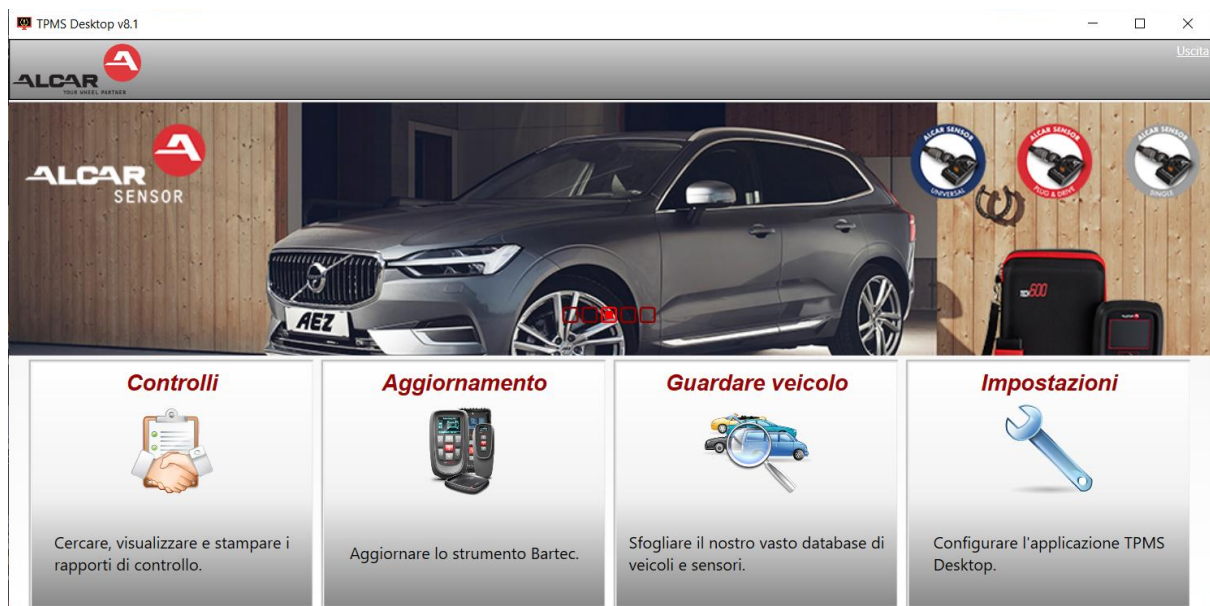 TPMS Desktop v8.1
Uscita
ALCAR
YOUR WHEEL PARTNER
ALCAR
SENSOR
ALCAR SENSOR
UNIVERSAL
ALCAR SENSOR
PLUG & DRIVE
ALCAR SENSOR
SINGLE
AEZ
Controlli
Cercare, visualizzare e stampare i
rapporti di controllo.
Aggiornamento
Aggiornare lo strumento Bartec.
Guardare veicolo
Sfogliare il nostro vasto database di
veicoli e sensori.
Impostazioni
Configurare l'applicazione TPMS
Desktop.